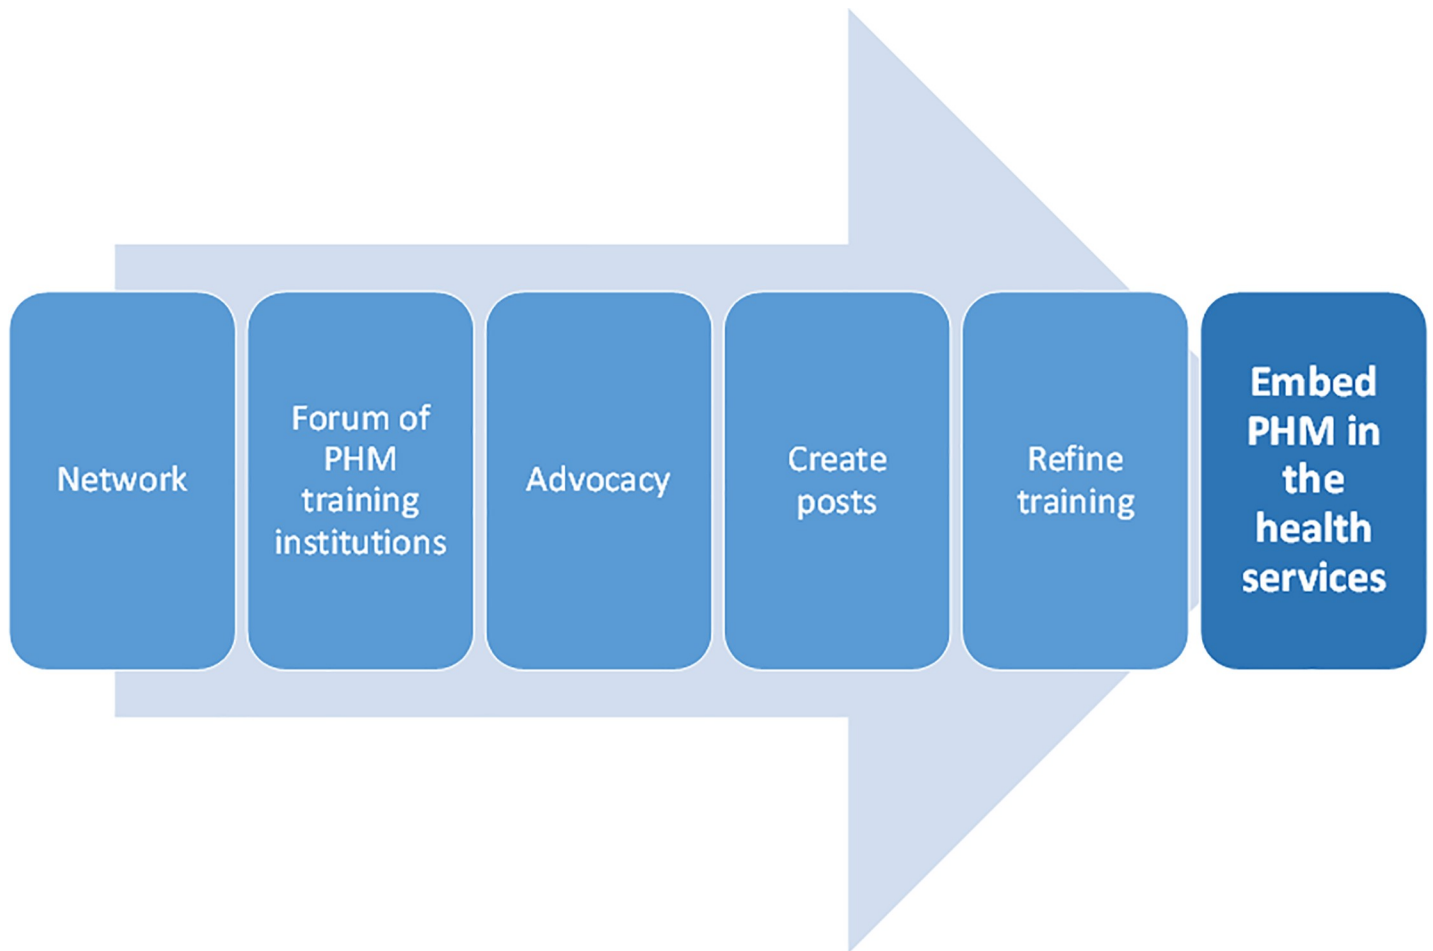 Network
Forum of
PHM
training
institutions
Advocacy
Create
posts
Refine
training
Embed
PHM in
the
health
services